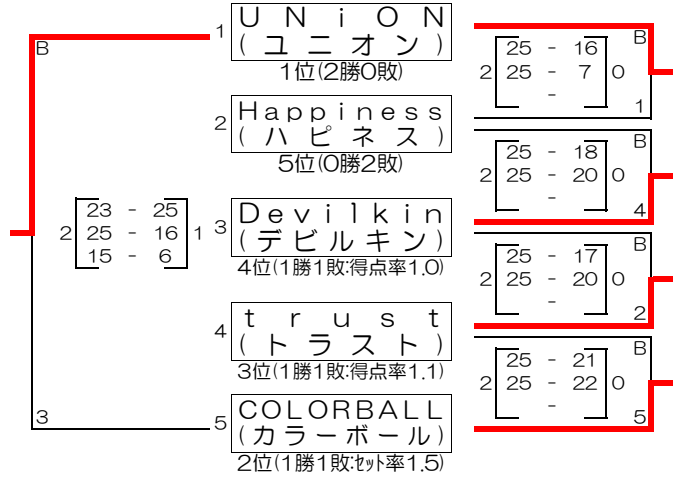 1
UNiON
(ユニオン)
1位(2勝0敗)
2
Happiness
(ハピネス)
5位(0勝2敗)
3
Devilkin
(デビルキン)
4位(1勝1敗:得点率1.0)
4
trust
(トラスト)
3位(1勝1敗:得点率1.1)
5
COLORBALL
(カラーボール)
2位(1勝1敗:セット率1.5)
B
23 - 25
2 25 - 16 1
15 - 6
3
B
25 - 16
2 25 - 7 0
-
1
B
25 - 18
2 25 - 20 0
-
4
B
25 - 17
2 25 - 20 0
-
2
B
25 - 21
2 25 - 22 0
-
5